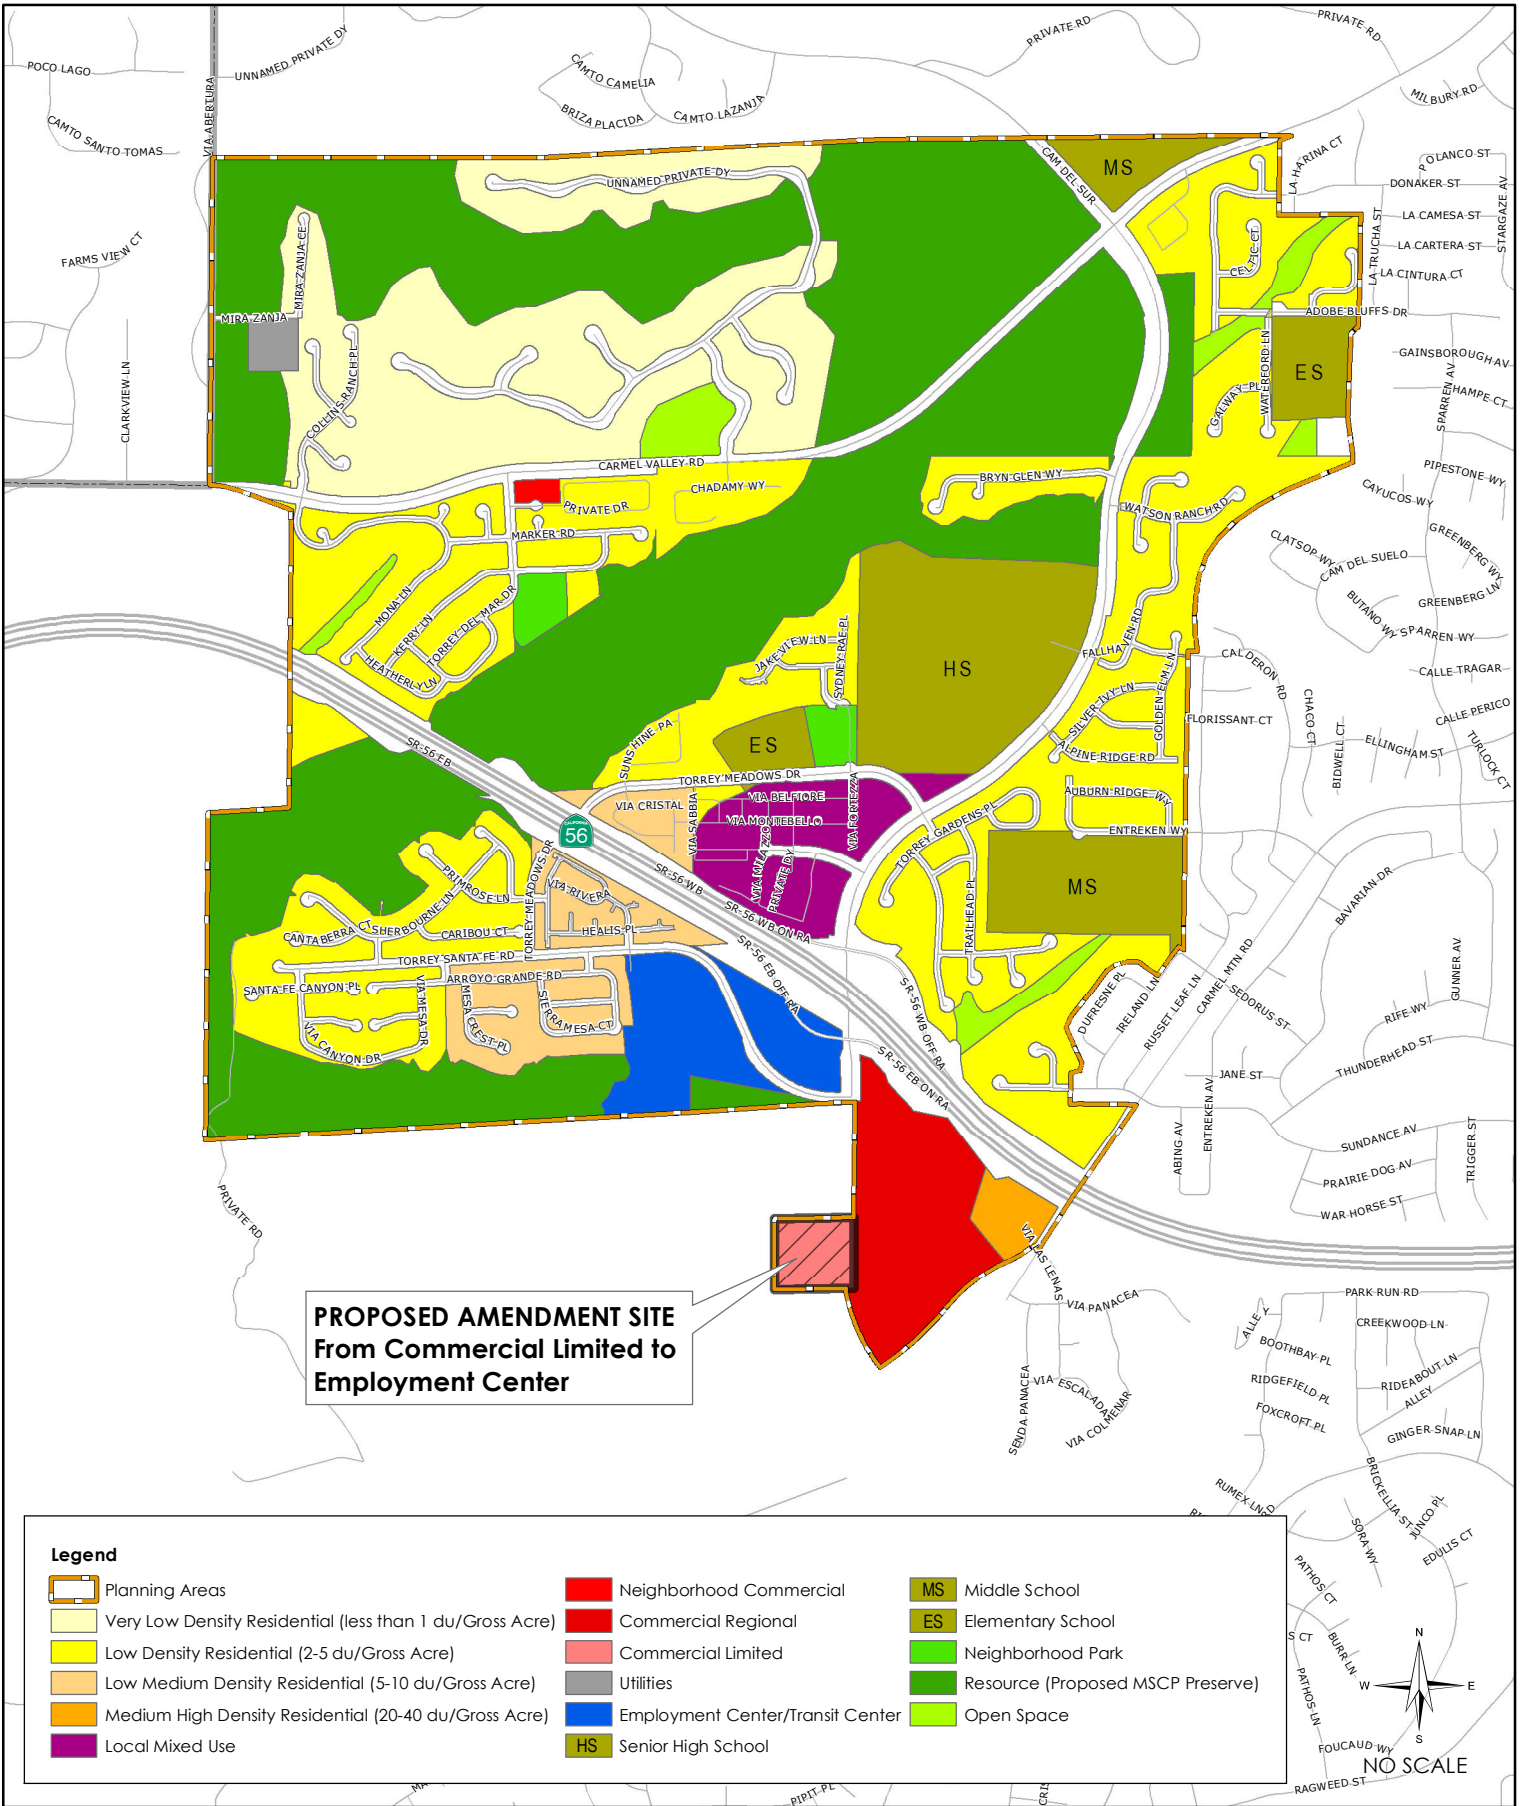 PRIVATE RD
PRIVATE RD
UNNAMED PRIVATE DY
POCO LAGO
CAMTO CAMELIA
MILBURY RD
VIA ABERTURA
BRIZA PLACIDA
CAMTO LAZANJA
CAMTO SANTO TOMAS
LA HARINA CT
POLANCO ST
MS
CAM DEL SUR
UNNAMED PRIVATE DY
DONAKER ST
STARGAZE AV
LA CAMESA ST
LA TRUCHA ST
FARMS VIEW CT
MIRA ZANJA CE
CELTIC CT
LA CARTERA ST
LA CINTURA CT
MIRA ZANJA
ADOBE BLUFFS DR
CLARKVIEW LN
COLLINS RANCH PL
WATERFORD LN
GALWAY PL
ES
GAINSBOROUGH AV
SPARREN AV
HAMPE CT
CARMEL VALLEY RD
BRYN GLEN WY
PIPESTONE WY
CHADAMY WY
CAYUCOS WY
PRIVATE DR
WATSON RANCH RD
MARKER RD
GREENBERG WY
CLATSOP WY
CAM DEL SUELO
MONA LN
KERRY LN
TORREY DEL MAR DR
GREENBERG LN
BUTANO WY
SPARREN WY
HEATHERLY LN
JAKE VIEW LN
SYDNEY RAE PL
HS
FALLHAVEN RD
CALDERON RD
CALLE TRAGAR
GOLDEN ELM LN
SILVER IVY LN
CHACO CT
CALLE PERICO
FLORISSANT CT
BIDWELL CT
ELLINGHAM ST
TURLOCK CT
SR-56 EB
SUNSHINE PA
ES
ALPINE RIDGE RD
TORREY MEADOWS DR
VIA CRISTAL
VIA BELFIORE
VIA FORTEZZA
AUBURN RIDGE WY
VIA SABBIA
VIA MONTEBELLO
TORREY GARDENS PL
ENTREKEN WY
CALIFORNIA
56
VIA MILAZZO
PRIVATE DY
SR-56 WB
MS
BAVARIAN DR
PRIMROSE LN
TORREY MEADOWS DR
VIA RIVERA
TRAILHEAD PL
SHERBOURNE LN
CANTABERRA CT
CARIBOU CT
HEALIS PL
SR-56 WB ON RA
TORREY SANTA FE RD
ARROYO GRANDE RD
SR-56 EB OFF RA
SR-56 WB OFF RA
SANTA FE CANYON PL
VIA MESA DR
MESA CREST PL
SIERRA MESA CT
VIA CANYON DR
DUFRESNE PL
IRELAND LN
RUSSET LEAF LN
CARMEL MTN RD
SEDORUS ST
GUNNER AV
RIFE WY
THUNDERHEAD ST
SR-56 EB ON RA
JANE ST
ENTREKEN AV
ABING AV
SUNDANCE AV
TRIGGER ST
PRAIRIE DOG AV
WAR HORSE ST
PRIVATE RD
VIA LAS LENAS
VIA PANACEA
PROPOSED AMENDMENT SITE
From Commercial Limited to
Employment Center
PARK RUN RD
ALLEY
CREEKWOOD LN
BOOTHBAY PL
RIDEABOUT LN
RIDGEFIELD PL
ALLEY
SENDA PANACEA
VIA ESCALADA
VIA COLMENAR
FOXCROFT PL
GINGER SNAP LN
BRICKELLIA ST
RUMEX LN
JUNCO PL
SORA WY
EDULIS CT
PATHOS CT
BURR LN
S CT
PATHOS LN
FOUCAUD WY
RAGWEED ST
PIPIT PL
CRIS
MA
N
W
E
S
NO SCALE
Legend
Planning Areas
Very Low Density Residential (less than 1 du/Gross Acre)
Low Density Residential (2-5 du/Gross Acre)
Low Medium Density Residential (5-10 du/Gross Acre)
Medium High Density Residential (20-40 du/Gross Acre)
Local Mixed Use
Neighborhood Commercial
Commercial Regional
Commercial Limited
Utilities
Employment Center/Transit Center
HS Senior High School
MS Middle School
ES Elementary School
Neighborhood Park
Resource (Proposed MSCP Preserve)
Open Space